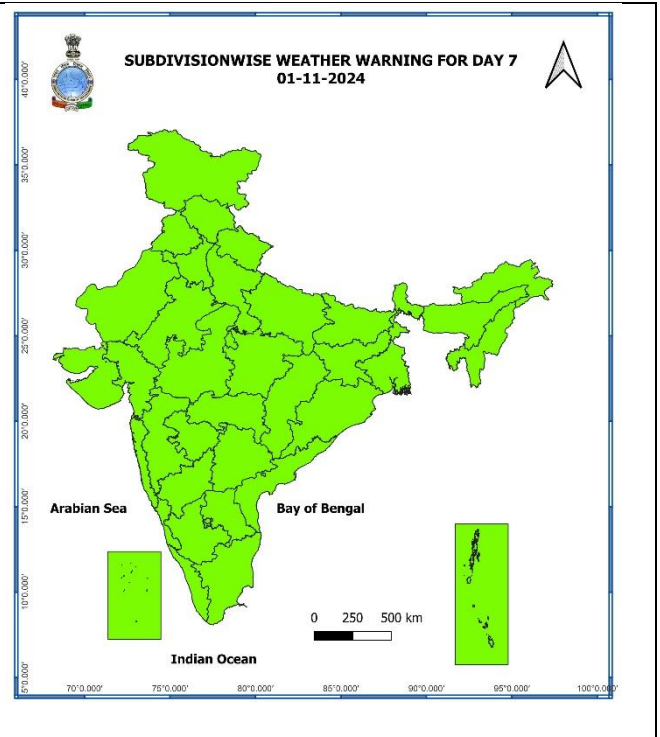 SUBDIVISIONWISE WEATHER WARNING FOR DAY 7
01-11-2024
40°0.000'
35°0.000'
30°0.000'
25°0.000'
20°0.000'
15°0.000'
10°0.000'
5°0.000'
Arabian Sea
Bay of Bengal
0 250 500 km
Indian Ocean
70°0.000' 75°0.000' 80°0.000' 85°0.000' 90°0.000' 95°0.000' 100°0.000'